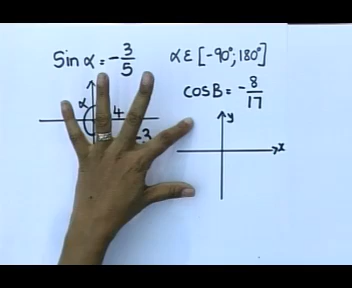 Sin α = -3/5
α ε [-90°; 180°]
cos B = -8/17
α
4
-3
y
x